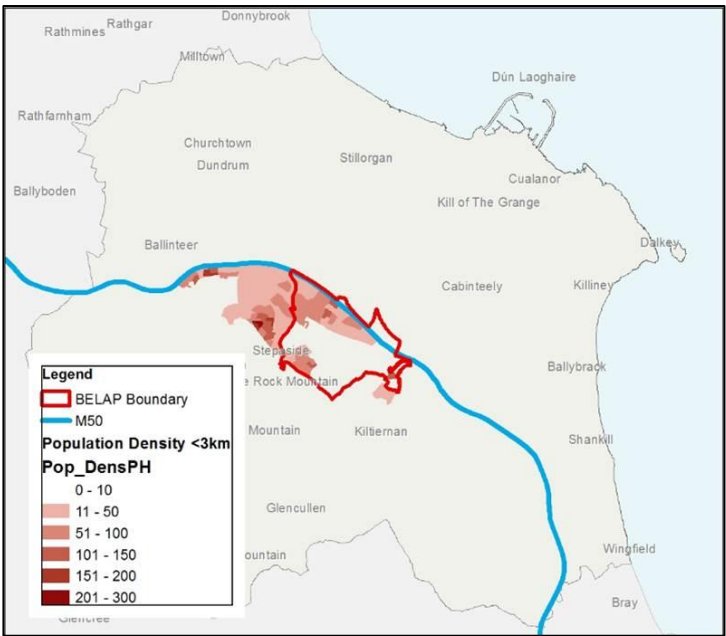 Donnybrook
Rathgar
Rathmines
Milltown
Dún Laoghaire
Rathfarnham
Churchtown
Stillorgan
Dundrum
Cualanor
Ballyboden
Kill of The Grange
Ballinteer
Dalkey
Cabinteely
Killiney
Stepaside
Ballybrack
e Rock Mountain
Mountain
Kiltiernan
Shankill
Glencullen
ountain
Wingfield
Bray
Glencree
Legend
BELAP Boundary
M50
Population Density <3km
Pop_DensPH
0 - 10
11 - 50
51 - 100
101 - 150
151 - 200
201 - 300